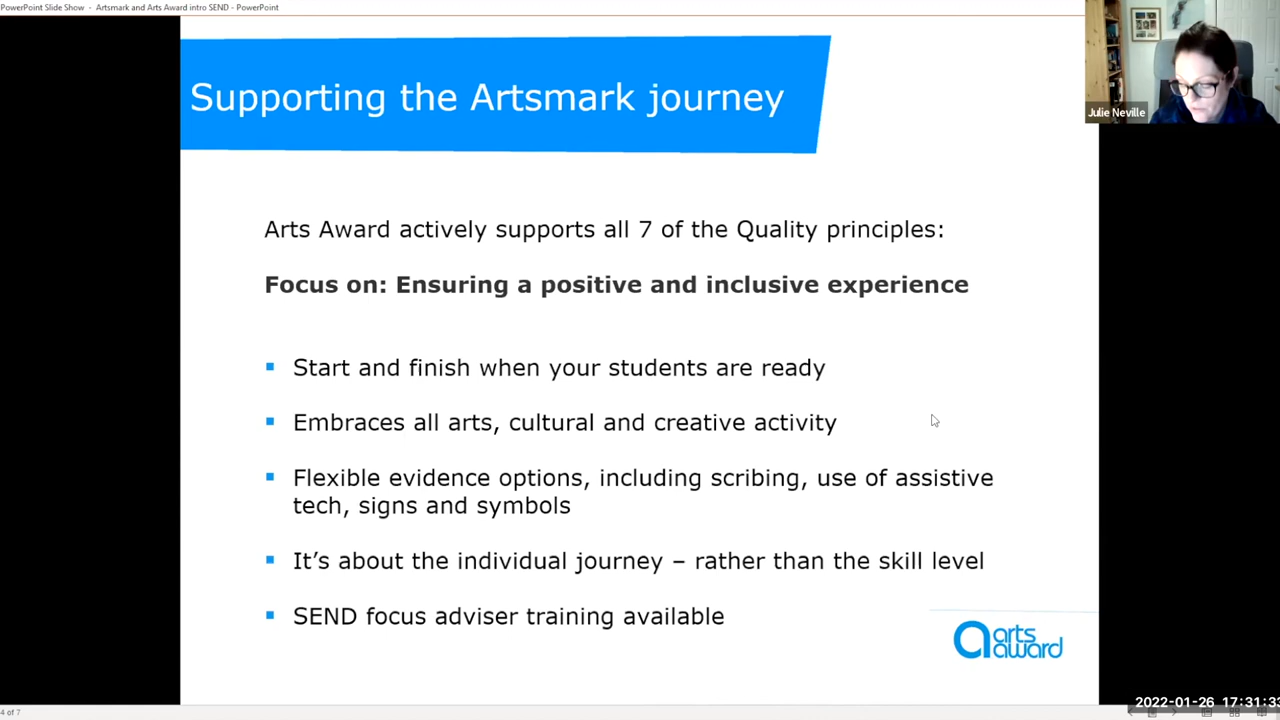 PowerPoint Slide Show - Artsmark and Arts Award intro SEND - PowerPoint
Julie Neville
Supporting the Artsmark journey
Arts Award actively supports all 7 of the Quality principles:
Focus on: Ensuring a positive and inclusive experience
Start and finish when your students are ready
Embraces all arts, cultural and creative activity
Flexible evidence options, including scribing, use of assistive
tech, signs and symbols
It's about the individual journey – rather than the skill level
SEND focus adviser training available
arts
award
2022-01-26 17:31:3
4 of 7